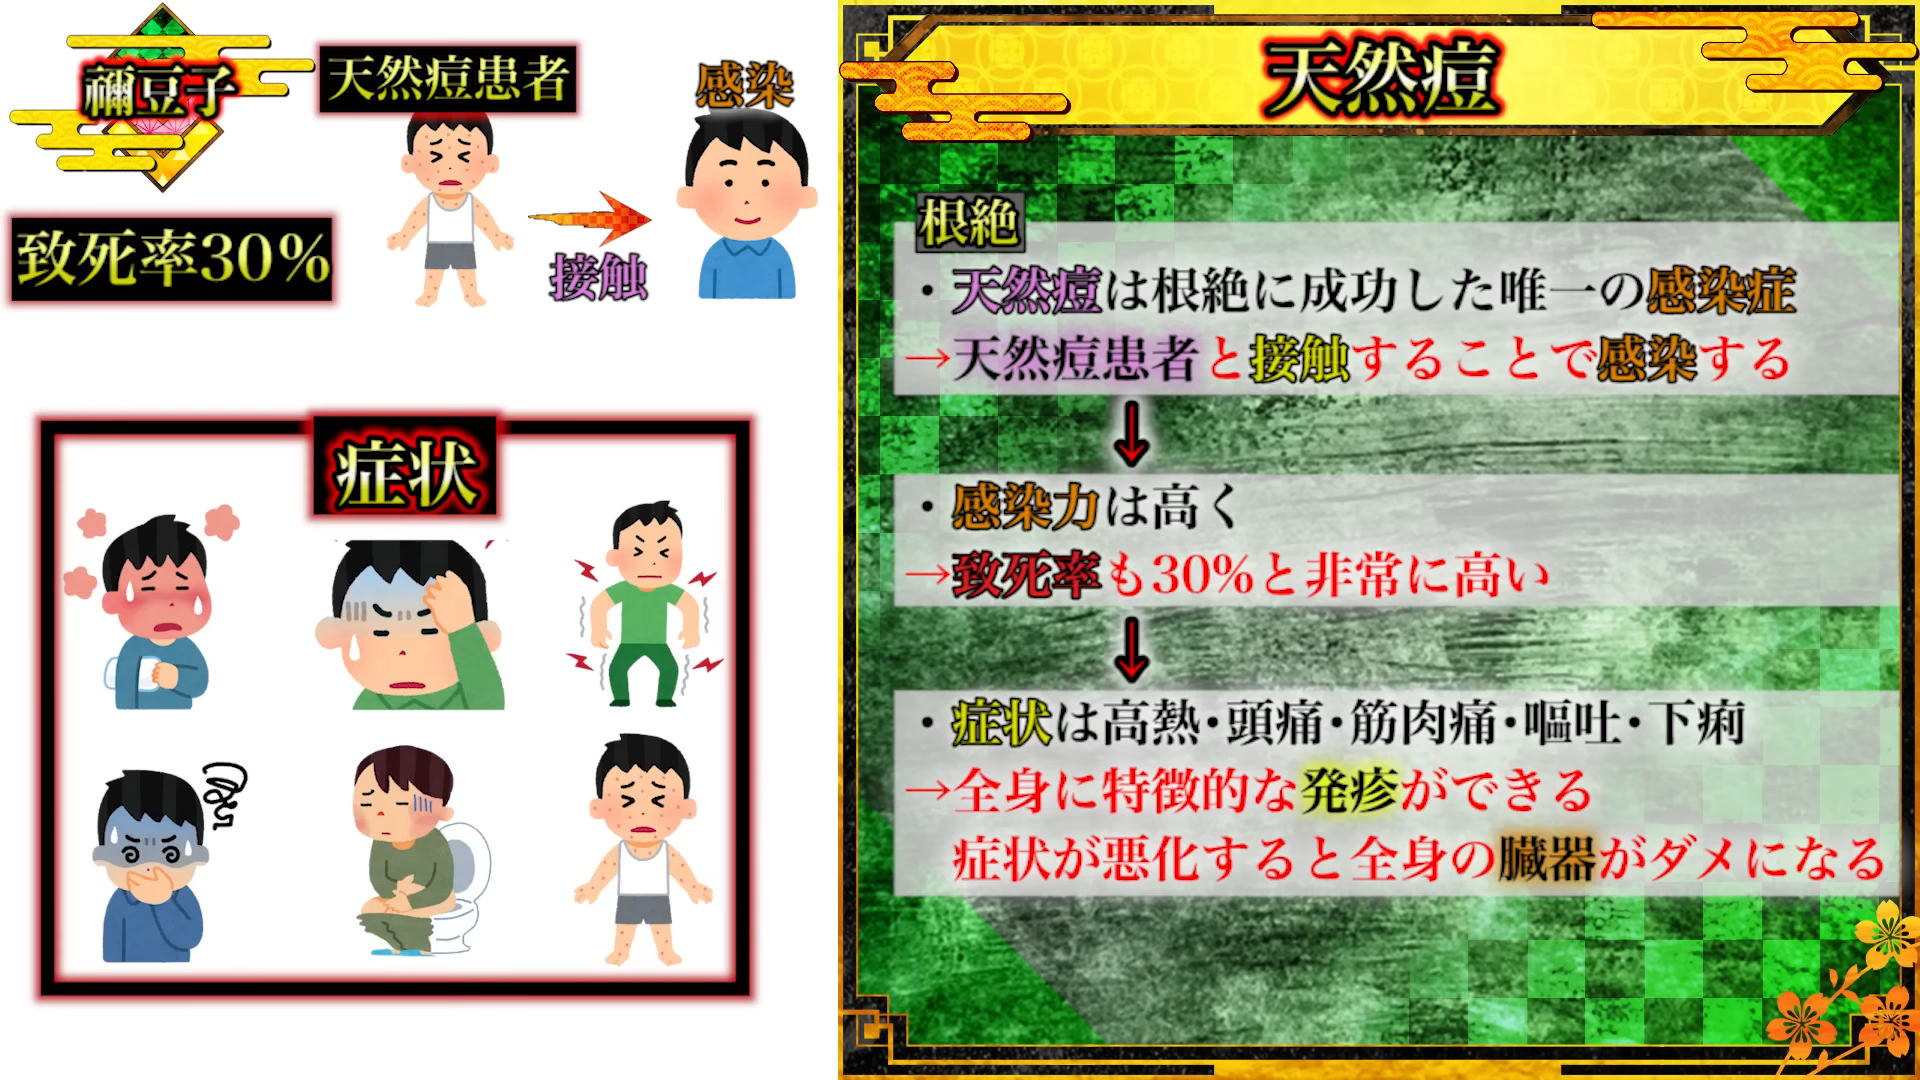 禰豆子
天然痘患者
感染
致死率30%
接触
症状
天然痘
根絶
・天然痘は根絶に成功した唯一の感染症
→天然痘患者と接触することで感染する
↓
・感染力は高く
→致死率も30%と非常に高い
↓
・症状は高熱・頭痛・筋肉痛・嘔吐・下痢
→全身に特徴的な発疹ができる
症状が悪化すると全身の臓器がダメになる